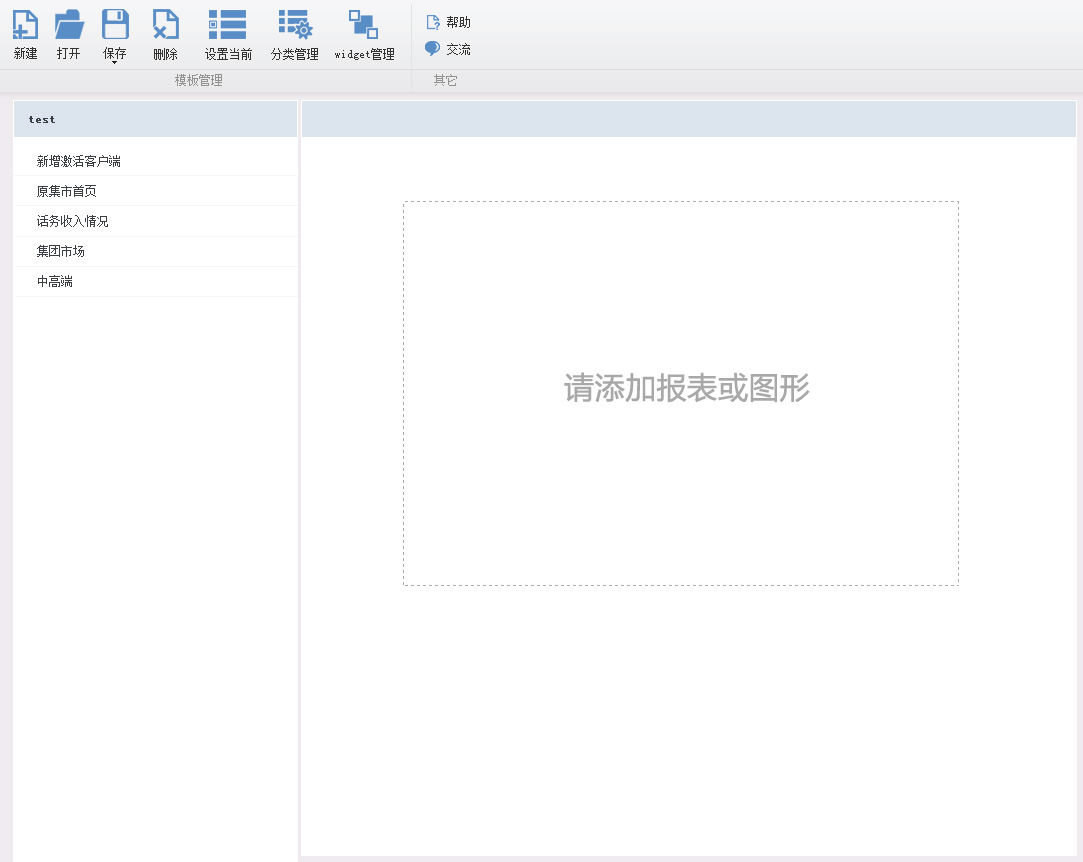 新建 打开 保存 删除 设置当前 分类管理 widget管理
帮助
交流
模板管理 其它
test
新增激活客户端
原集市首页
话务收入情况
集团市场
中高端
请添加报表或图形